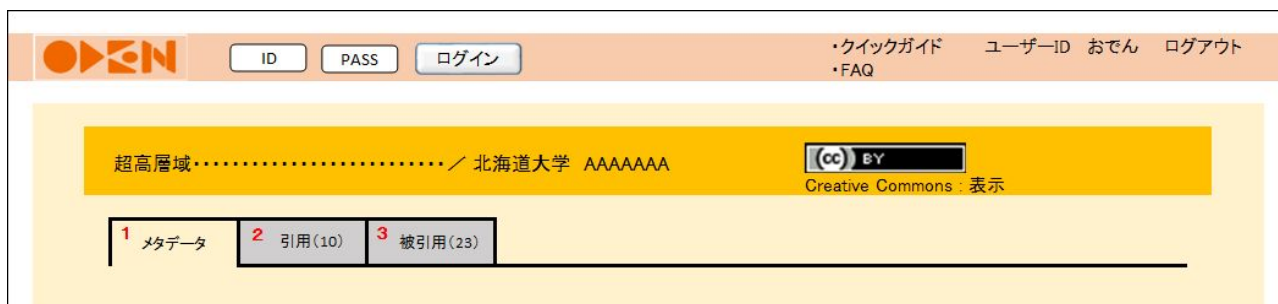 ODEN ID PASS ログイン ・クイックガイド ユーザーID おでん ログアウト
・FAQ
超高層域・・・・・・・・・・・・・・・・・・・・・・・・・・／ 北海道大学 AAAAAAA
(cc) BY
Creative Commons : 表示
1 メタデータ 2 引用(10) 3 被引用(23)